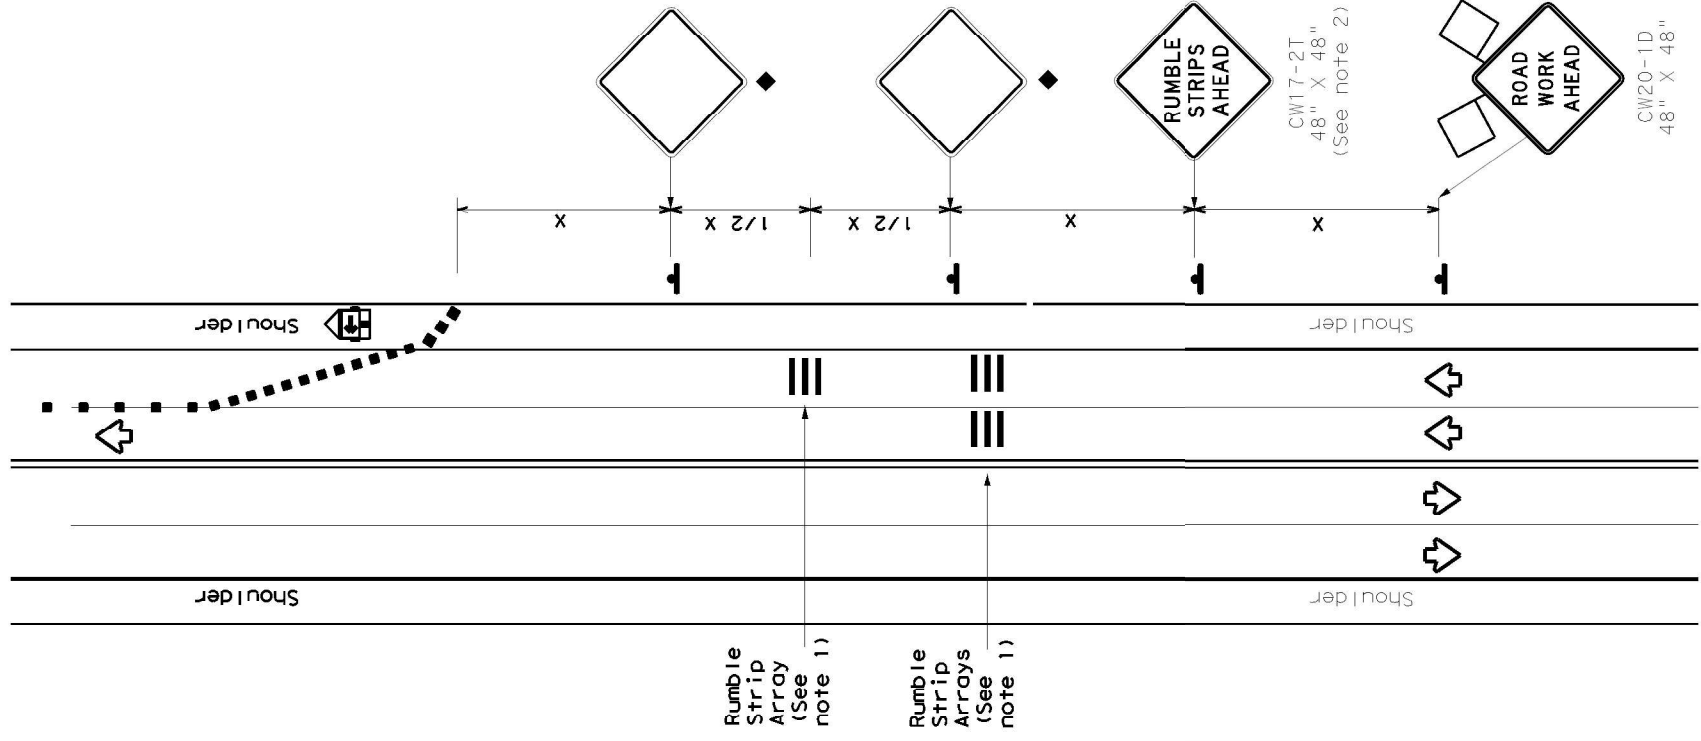 RUMBLE
STRIPS
AHEAD
CW17-2T
48" X 48"
(See note 2)
ROAD
WORK
AHEAD
CW20-1D
48" X 48"
X
1/2 X
1/2 X
X
X
Shoulder
Shoulder
Shoulder
Shoulder
Rumble
Strip
Array
(See
note 1)
Rumble
Strip
Arrays
(See
note 1)